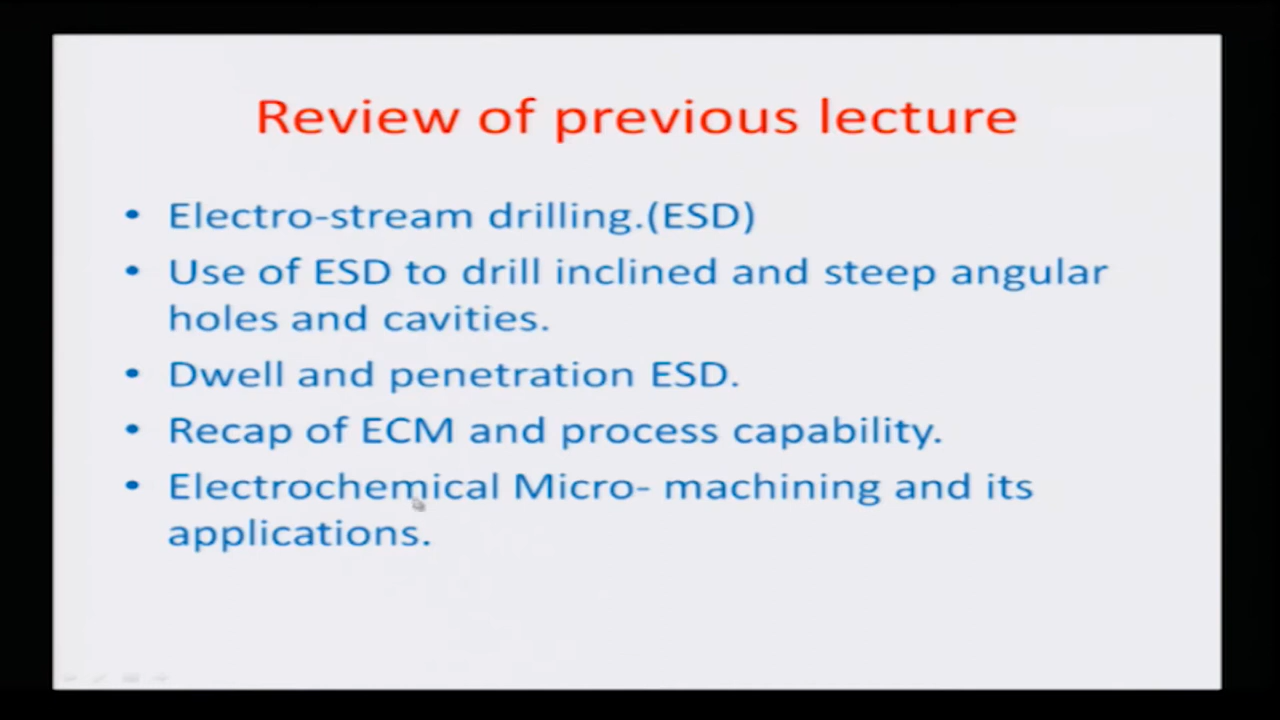 Review of previous lecture
• Electro-stream drilling.(ESD)
• Use of ESD to drill inclined and steep angular
holes and cavities.
• Dwell and penetration ESD.
• Recap of ECM and process capability.
• Electrochemical Micro- machining and its
applications.